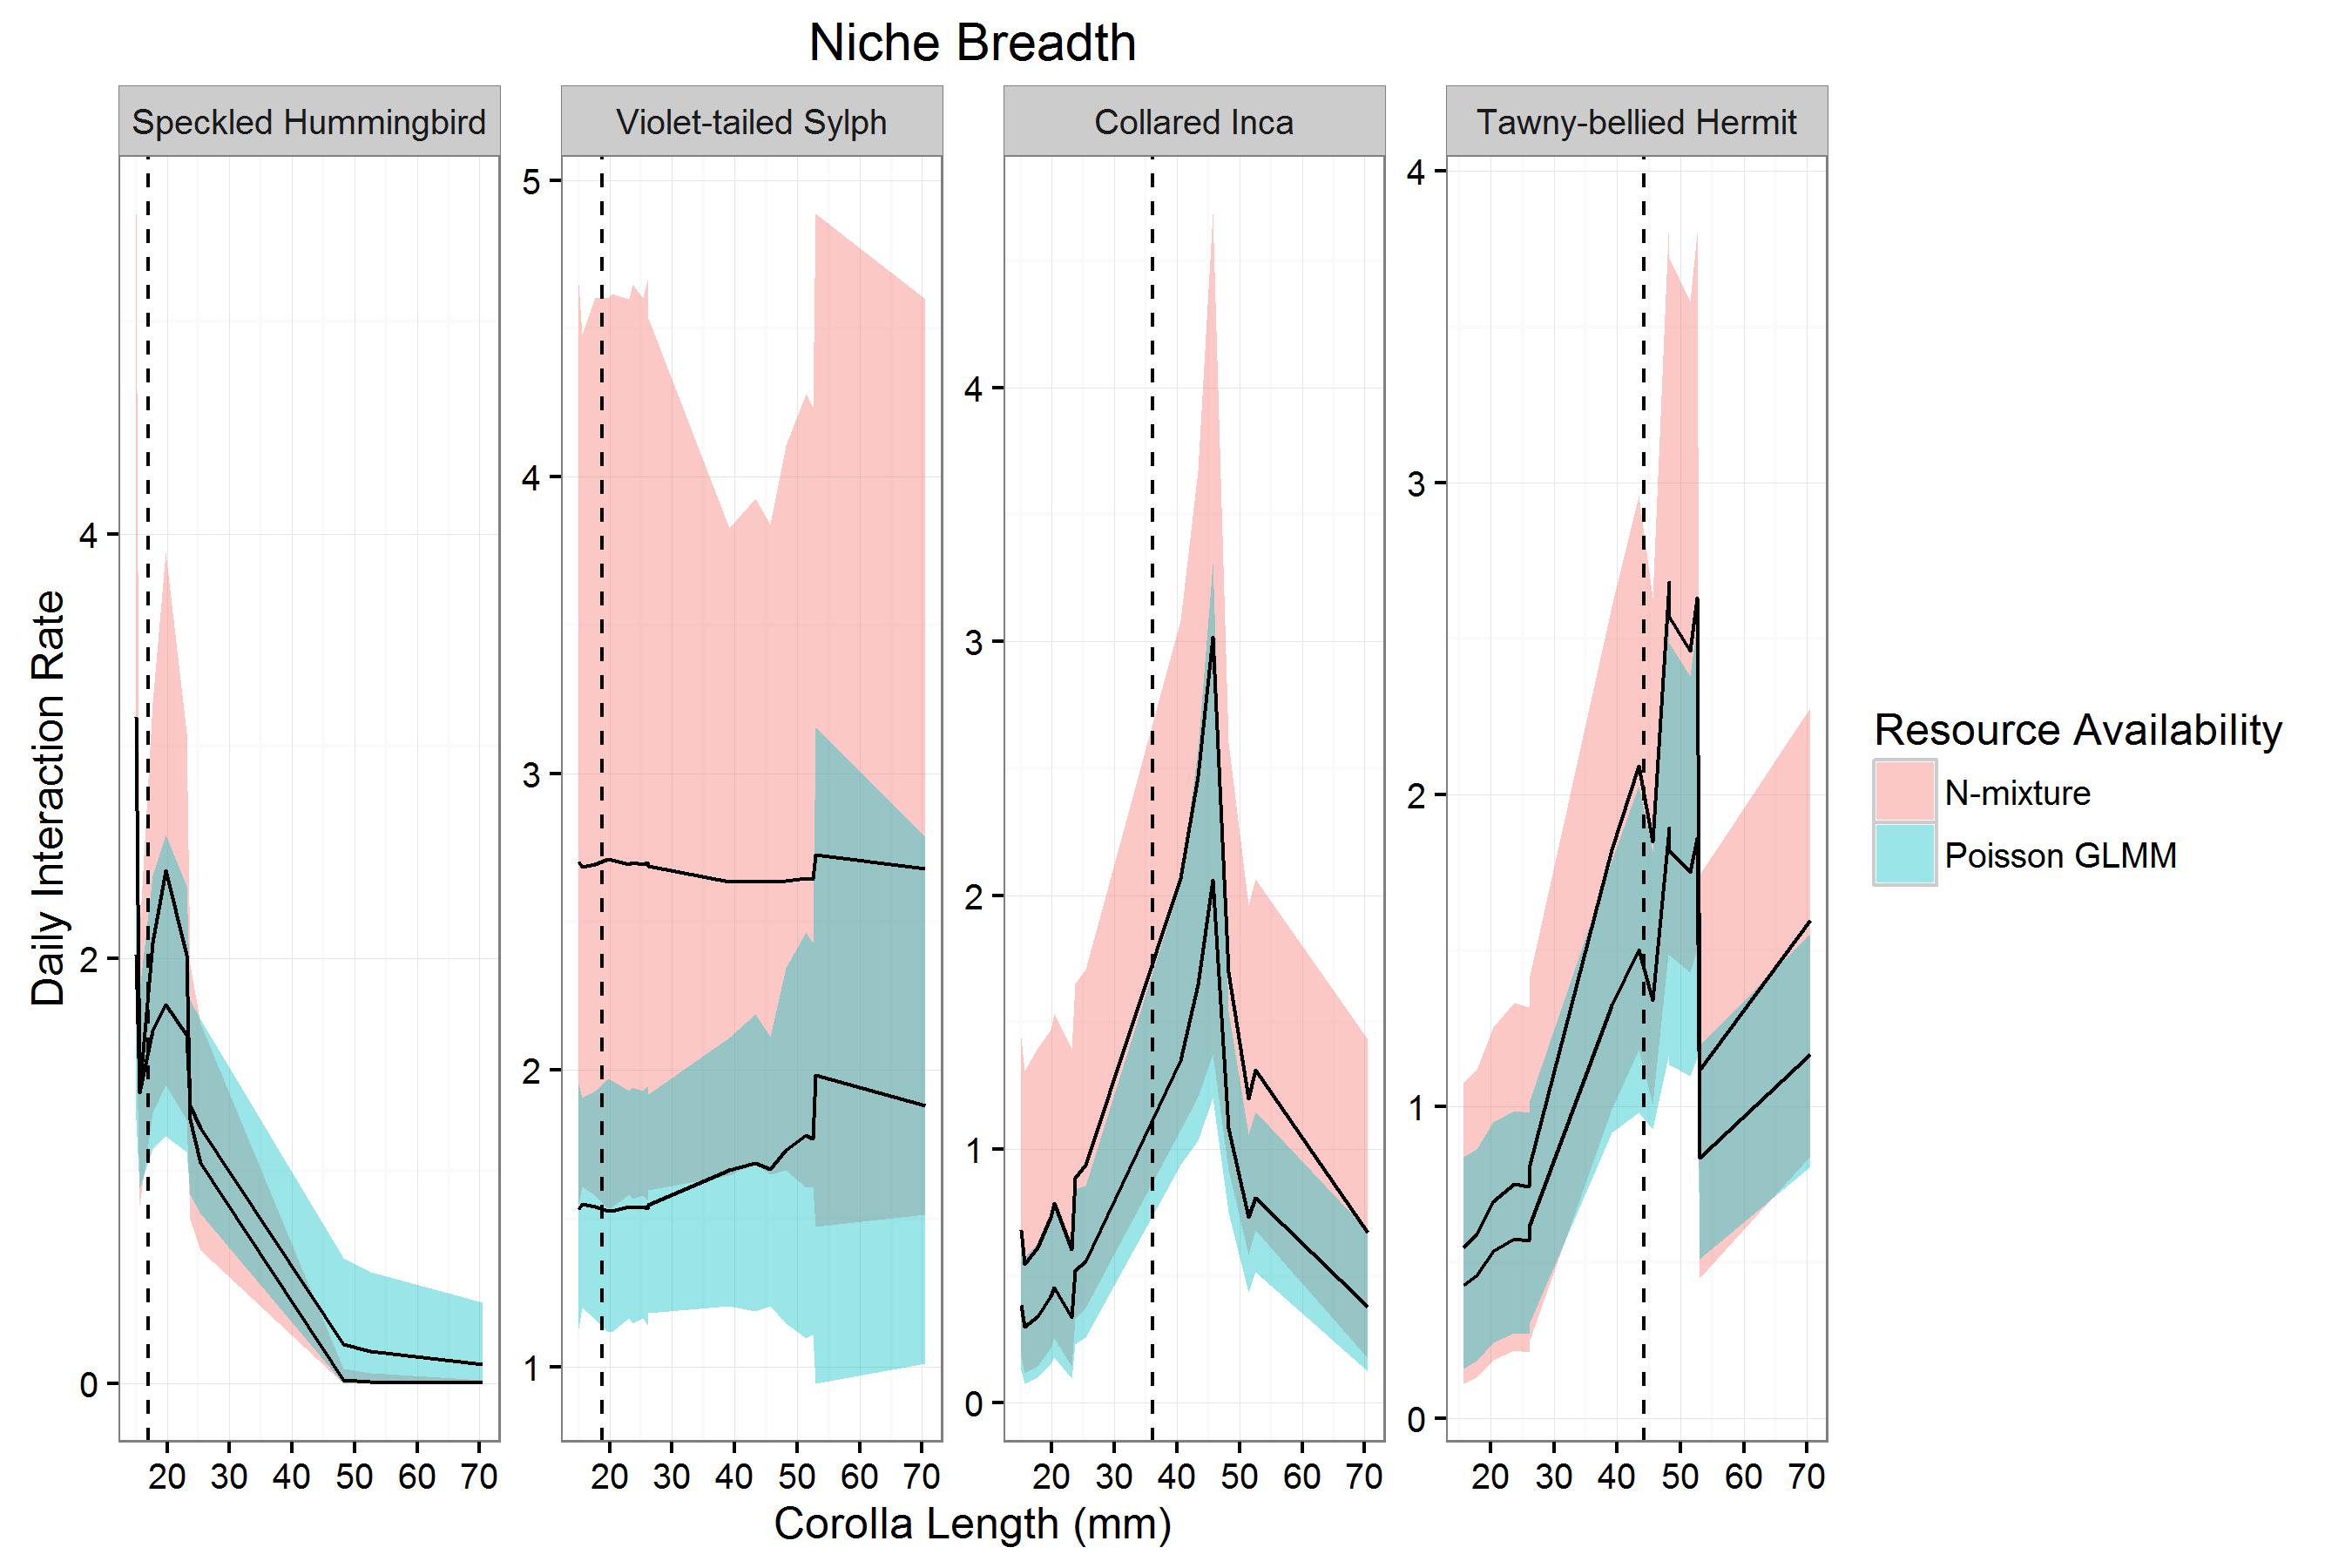 Niche Breadth
Speckled Hummingbird
Violet-tailed Sylph
Collared Inca
Tawny-bellied Hermit
Daily Interaction Rate
4
2
0
5
4
3
2
1
4
3
2
1
0
4
3
2
1
0
20 30 40 50 60 70
20 30 40 50 60 70
20 30 40 50 60 70
20 30 40 50 60 70
Corolla Length (mm)
Resource Availability
N-mixture
Poisson GLMM